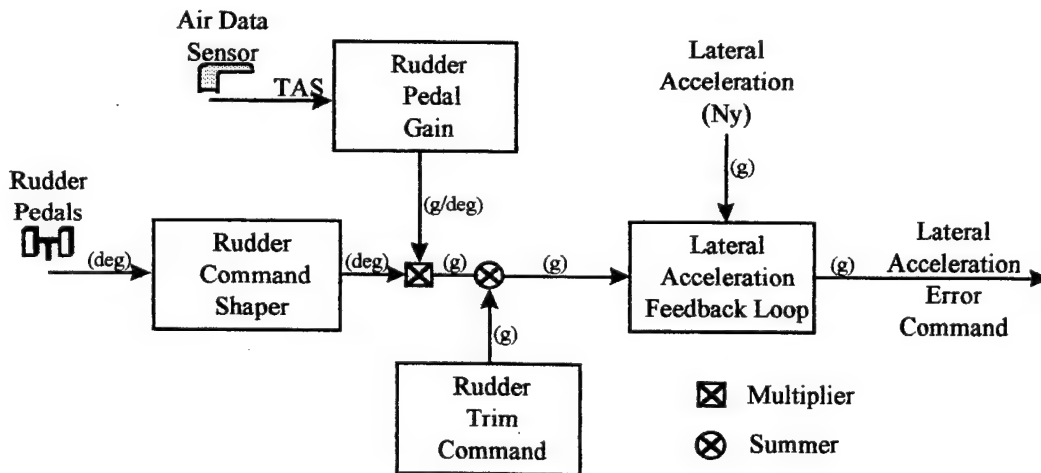 Air Data
Sensor
TAS
Rudder
Pedal
Gain
Lateral
Acceleration
(Ny)
(g)
(g/deg)
Rudder
Pedals
(deg)
Rudder
Command
Shaper
(deg)
(g)
(g)
Lateral
Acceleration
Feedback Loop
(g)
Lateral
Acceleration
Error
Command
(g)
Rudder
Trim
Command
Multiplier
Summer